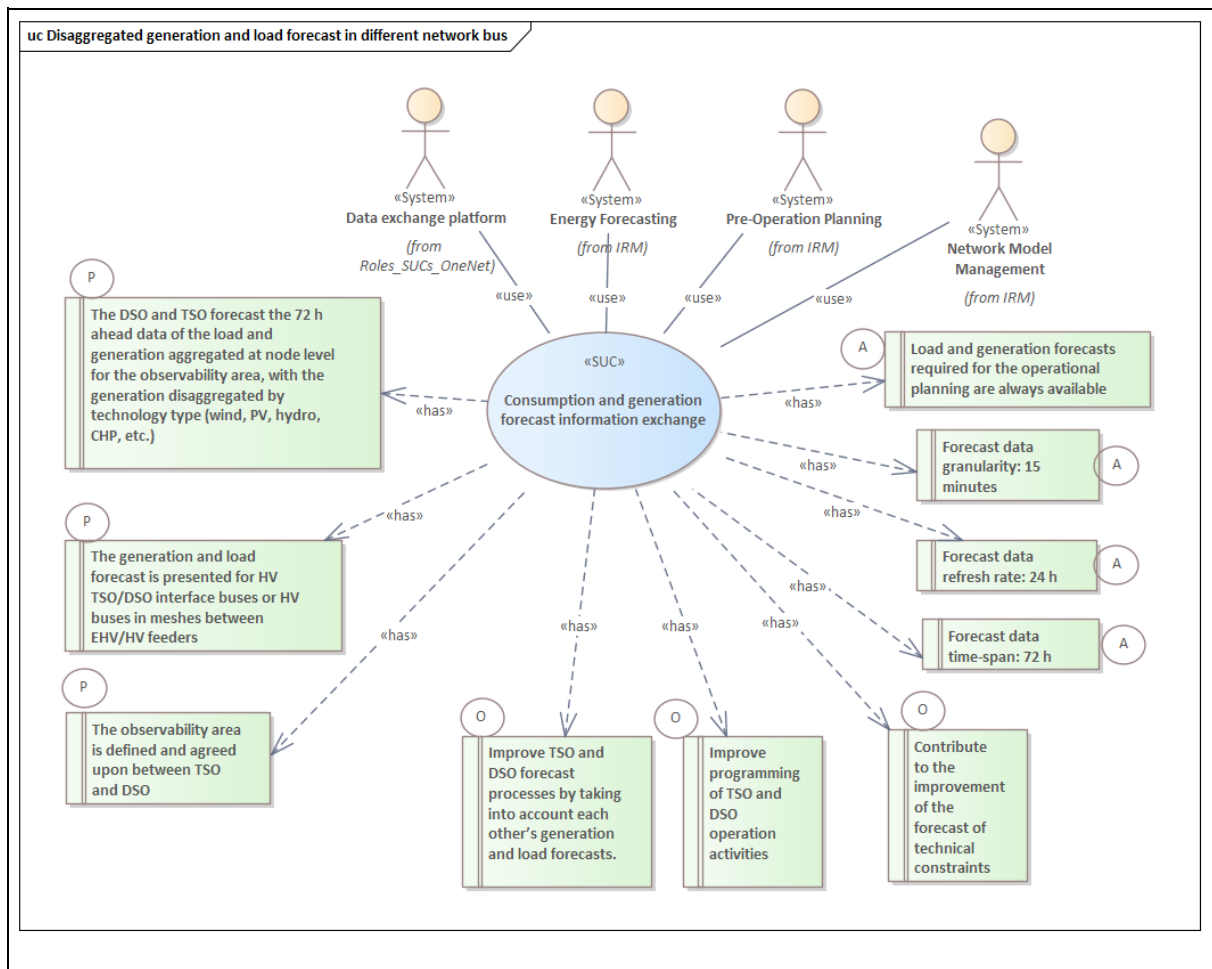 uc Disaggregated generation and load forecast in different network bus
«System»
Data exchange platform
(from
Roles_SUCs_OneNet)
«System»
Energy Forecasting
(from IRM)
«System»
Pre-Operation Planning
(from IRM)
«System»
Network Model
Management
(from IRM)
«use»
«use»
«use»
«use»
«SUC»
Consumption and generation
forecast information exchange
P
The DSO and TSO forecast the 72 h
ahead data of the load and
generation aggregated at node level
for the observability area, with the
generation disaggregated by
technology type (wind, PV, hydro,
CHP, etc.)
«has»
A
Load and generation forecasts
required for the operational
planning are always available
«has»
Forecast data
granularity: 15
minutes
A
«has»
P
The generation and load
forecast is presented for HV
TSO/DSO interface buses or HV
buses in meshes between
EHV/HV feeders
«has»
Forecast data
refresh rate: 24 h
A
«has»
Forecast data
time-span: 72 h
A
«has»
P
The observability area
is defined and agreed
upon between TSO
and DSO
«has»
O
Improve TSO and
DSO forecast
processes by taking
into account each
other’s generation
and load forecasts.
«has»
O
Improve
programming
of TSO and
DSO
operation
activities
«has»
O
Contribute
to the
improvement
of the
forecast of
technical
constraints
«has»